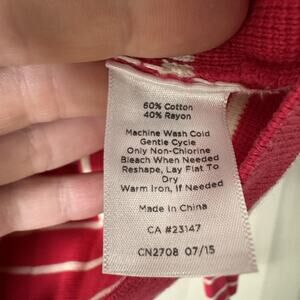 60% Cotton
40% Rayon
Machine Wash Cold
Gentle Cycle
Only Non-Chlorine
Bleach When Needed
Reshape, Lay Flat To
Dry
Warm Iron, if Needed
Made in China
CA #23147
CN2708 07/15